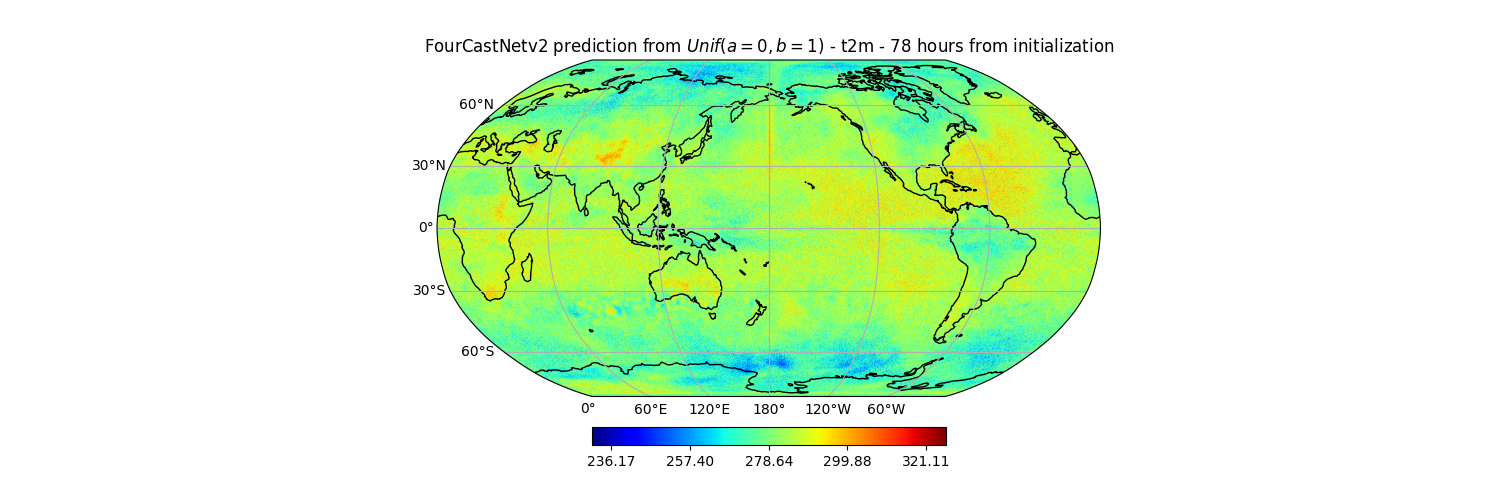 FourCastNetv2 prediction from Unif(a = 0, b = 1) - t2m - 78 hours from initialization
60°N
30°N
0°
30°S
60°S
0° 60°E 120°E 180° 120°W 60°W
236.17 257.40 278.64 299.88 321.11